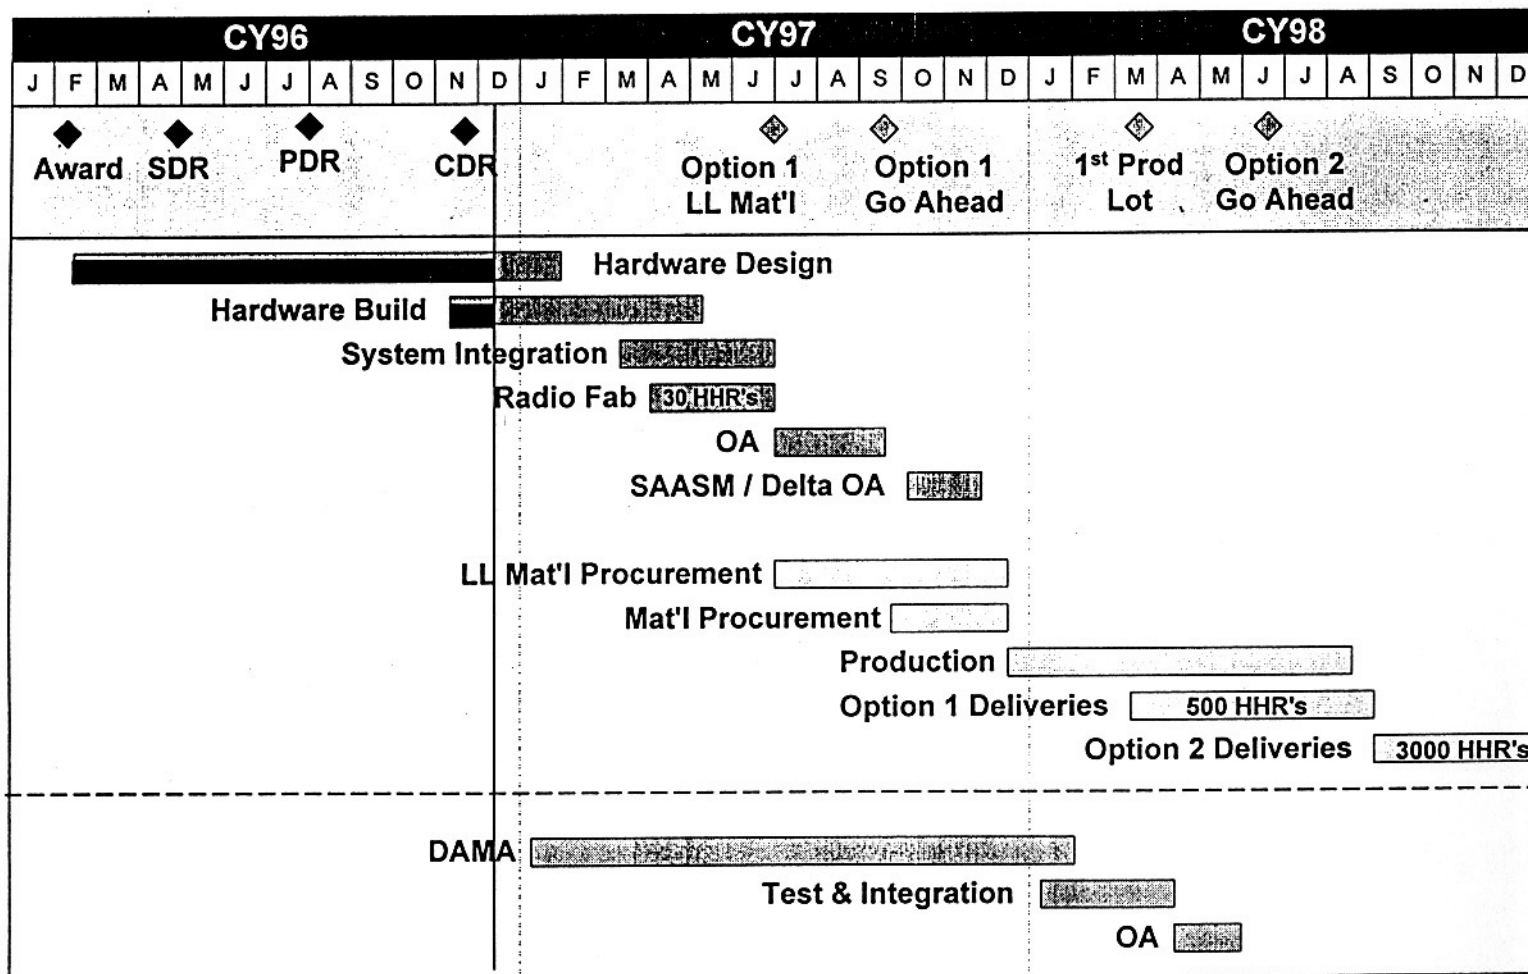 CY96 CY97 CY98
J F M A M J J A S O N D J F M A M J J A S O N D J F M A M J J A S O N D
Award SDR PDR CDR Option 1 Option 1 1st Prod Option 2
LL Mat'l Go Ahead Lot Go Ahead
Hardware Design
Hardware Build
System Integration
Radio Fab 30 HHR's
OA
SAASM / Delta OA
LL Mat'l Procurement
Mat'l Procurement
Production
Option 1 Deliveries 500 HHR's
Option 2 Deliveries 3000 HHR's
DAMA
Test & Integration
OA